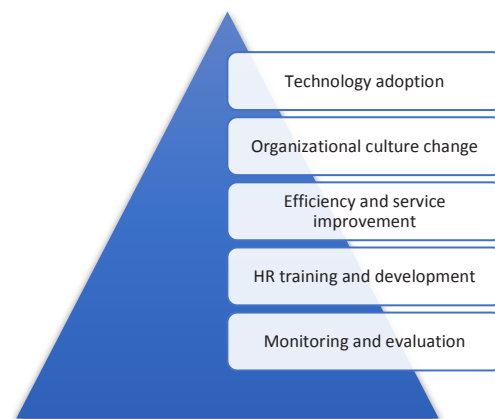 Technology adoption
Organizational culture change
Efficiency and service
improvement
HR training and development
Monitoring and evaluation